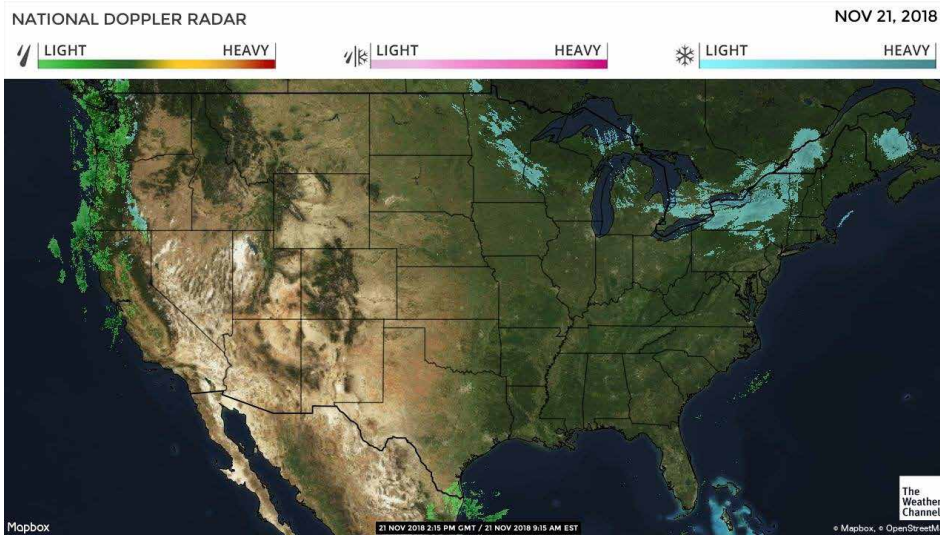 NATIONAL DOPPLER RADAR
NOV 21, 2018
LIGHT HEAVY
LIGHT HEAVY
LIGHT HEAVY
The
Weather
Channel
Mapbox
21 NOV 2018 2:15 PM GMT / 21 NOV 2018 9:15 AM EST
© Mapbox, © OpenStreetM